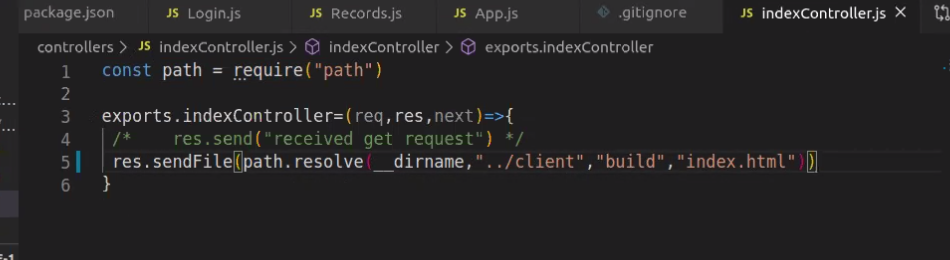 package.json JS Login.js JS Records.js JS App.js .gitignore JS indexController.js
controllers > JS indexController.js > indexController > exports.indexController
1 const path = require("path")
2
3 exports.indexController=(req,res,next)=>{
4 /*    res.send("received get request") */
5 res.sendFile(path.resolve(__dirname,"../client","build","index.html"))
6 }